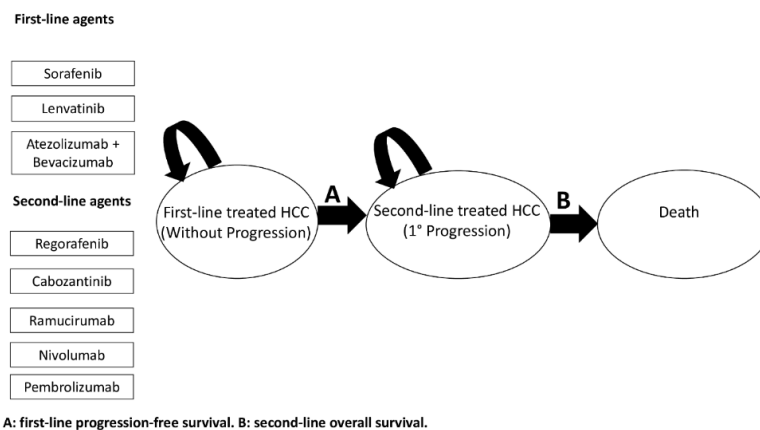 First-line agents
Sorafenib
Lenvatinib
Atezolizumab +
Bevacizumab
Second-line agents
Regorafenib
Cabozantinib
Ramucirumab
Nivolumab
Pembrolizumab
First-line treated HCC
(Without Progression)
A
Second-line treated HCC
(1° Progression)
B
Death
A: first-line progression-free survival. B: second-line overall survival.